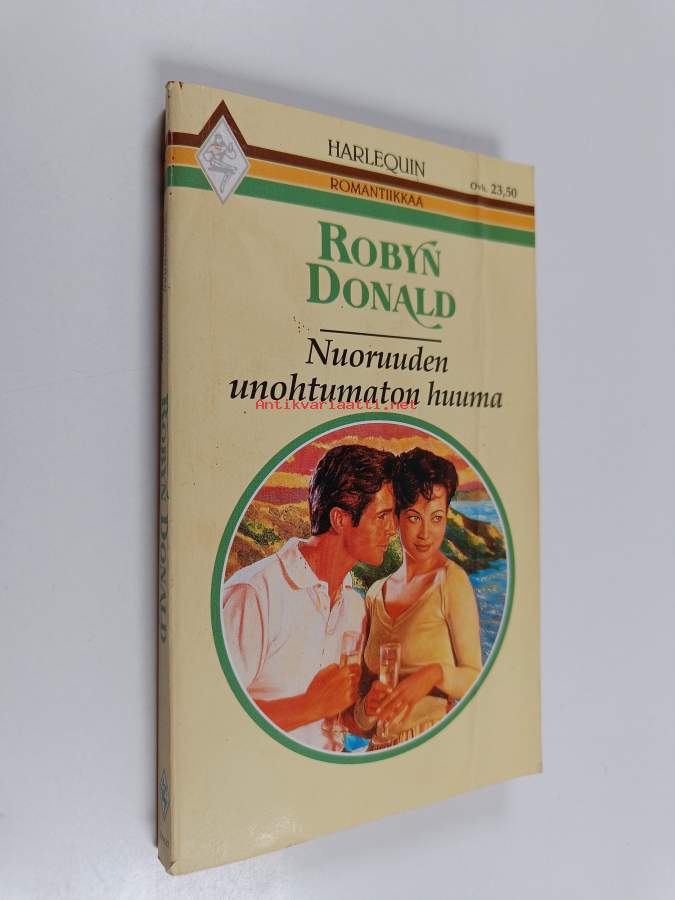 HARLEQUIN
ROMANTIIKKAA
Ovh. 23,50
ROBYN
DONALD
Nuoruuden
unohtumaton huuma
Antikvariaatti.net
ROBYN DONALD